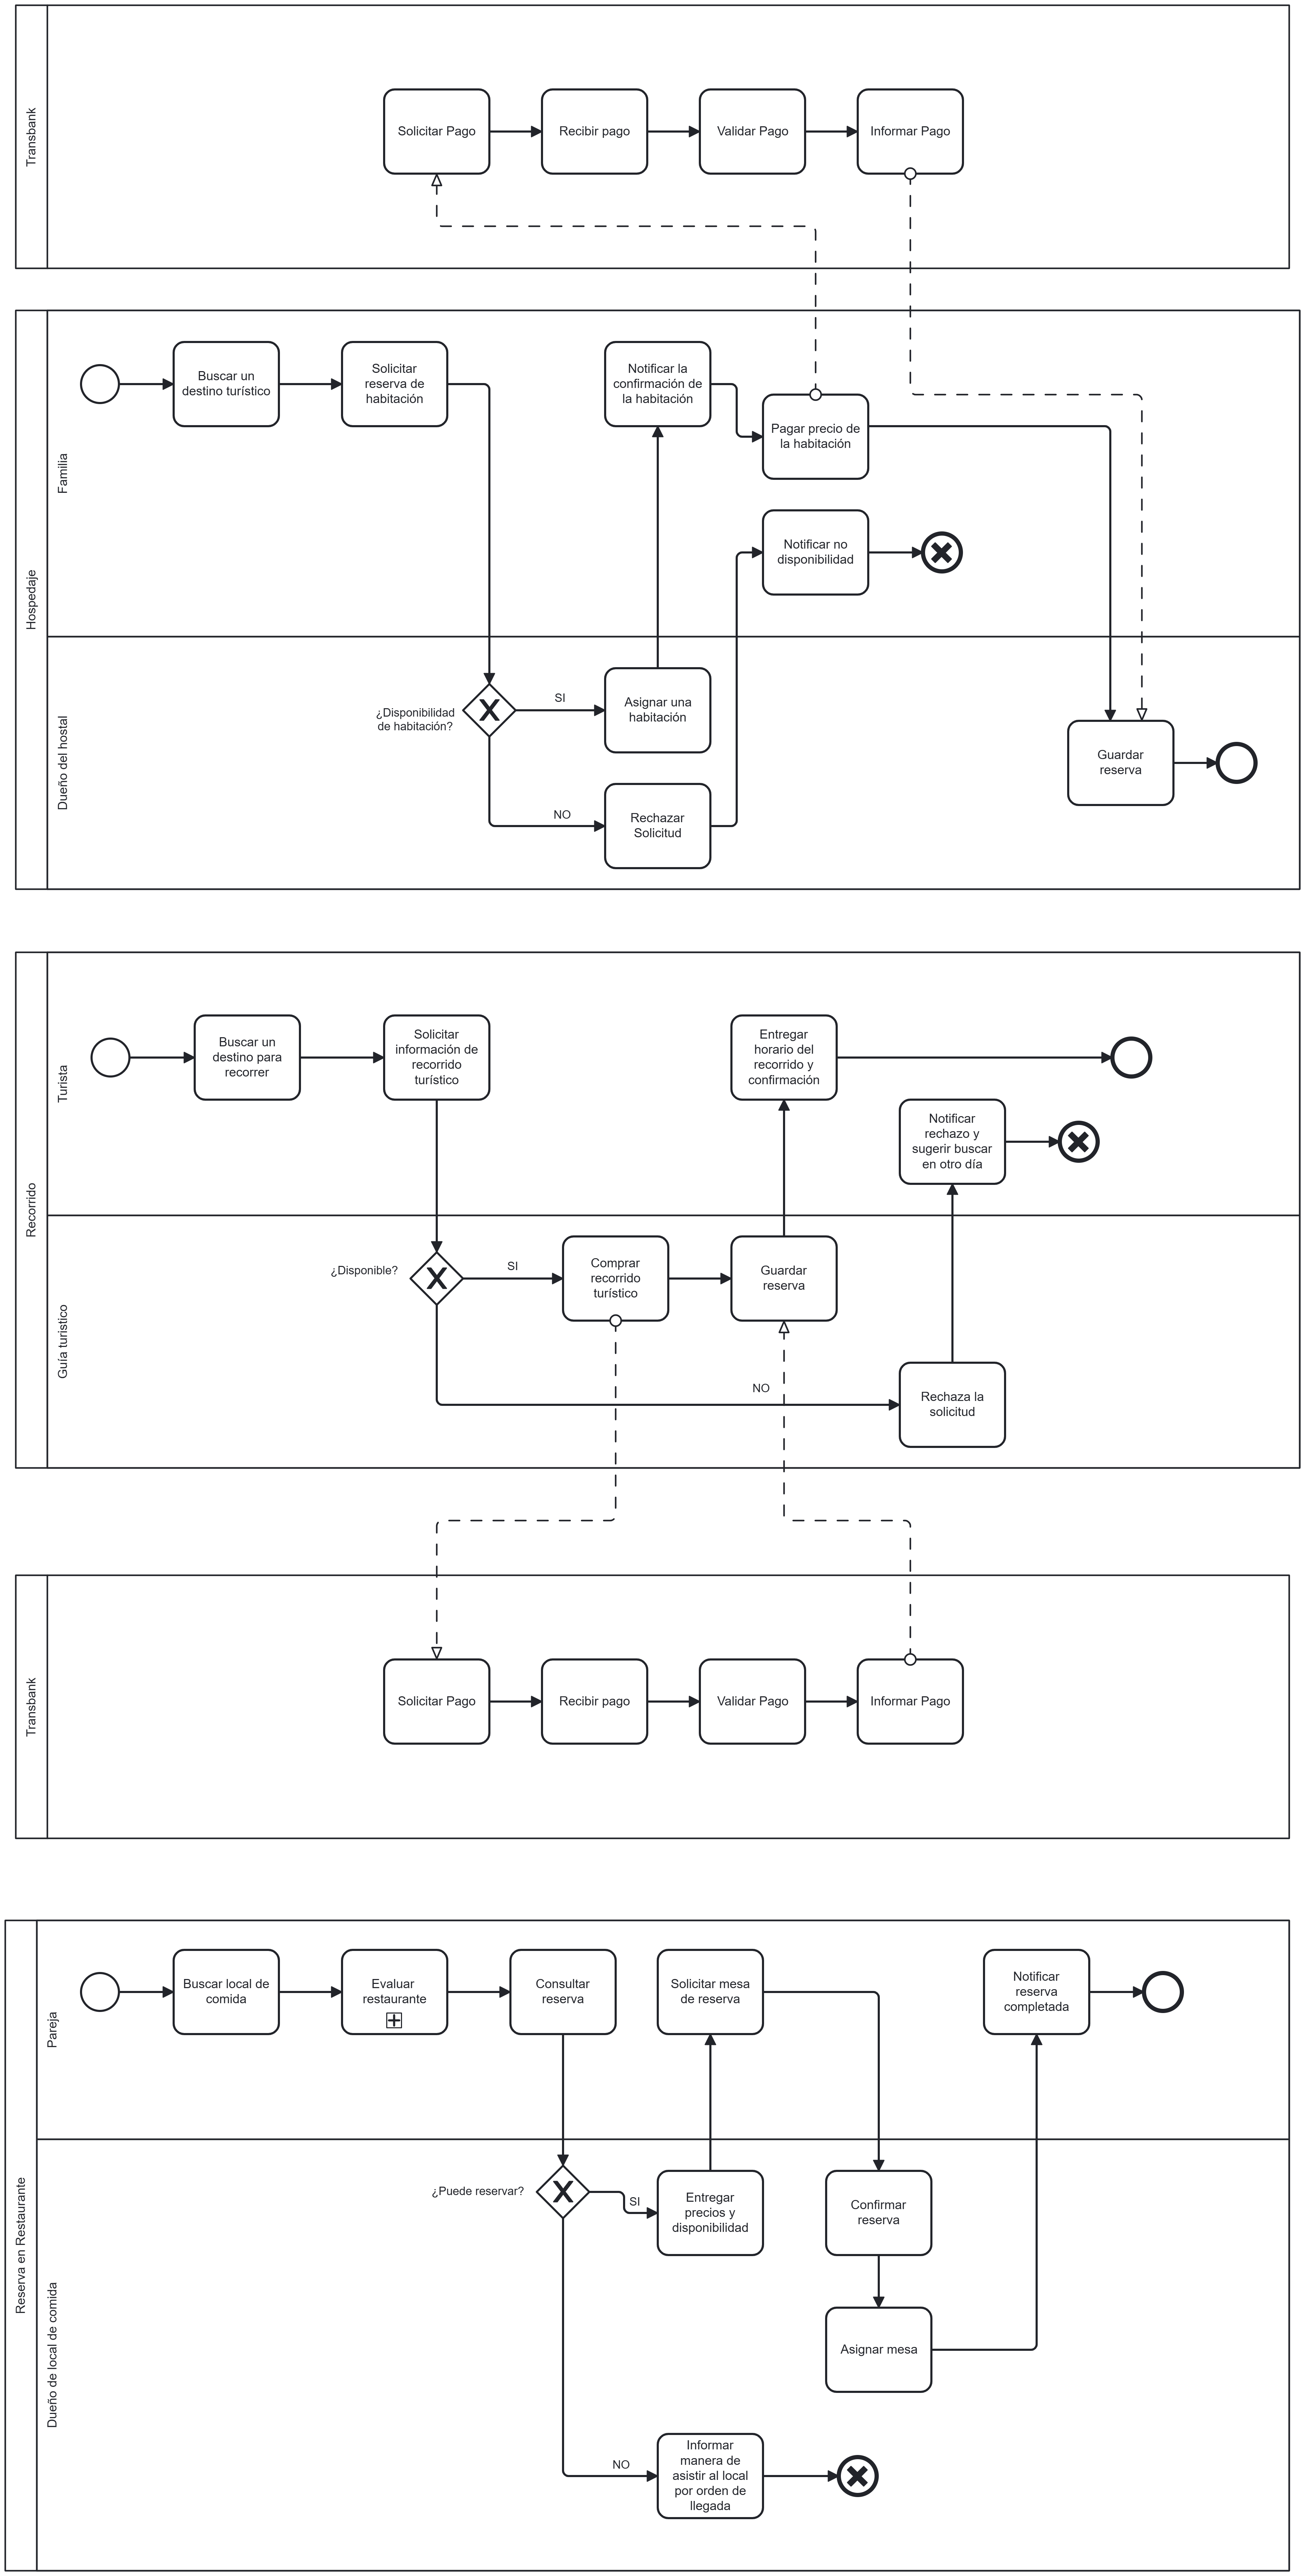 Transbank
Solicitar Pago
Recibir pago
Validar Pago
Informar Pago
Hospedaje
Familia
Buscar un
destino turístico
Solicitar
reserva de
habitación
Notificar la
confirmación de
la habitación
Pagar precio de
la habitación
Notificar no
disponibilidad
Dueño del hostal
¿Disponibilidad
de habitación?
SI
Asignar una
habitación
NO
Rechazar
Solicitud
Guardar
reserva
Recorrido
Turista
Buscar un
destino para
recorrer
Solicitar
información de
recorrido
turístico
Entregar
horario del
recorrido y
confirmación
Notificar
rechazo y
sugerir buscar
en otro día
Guía turistico
¿Disponible?
SI
Comprar
recorrido
turístico
Guardar
reserva
NO
Rechaza la
solicitud
Transbank
Solicitar Pago
Recibir pago
Validar Pago
Informar Pago
Reserva en Restaurante
Pareja
Buscar local de
comida
Evaluar
restaurante
Consultar
reserva
Solicitar mesa
de reserva
Notificar
reserva
completada
Dueño de local de comida
¿Puede reservar?
SI
Entregar
precios y
disponibilidad
Confirmar
reserva
Asignar mesa
NO
Informar
manera de
asistir al local
por orden de
llegada